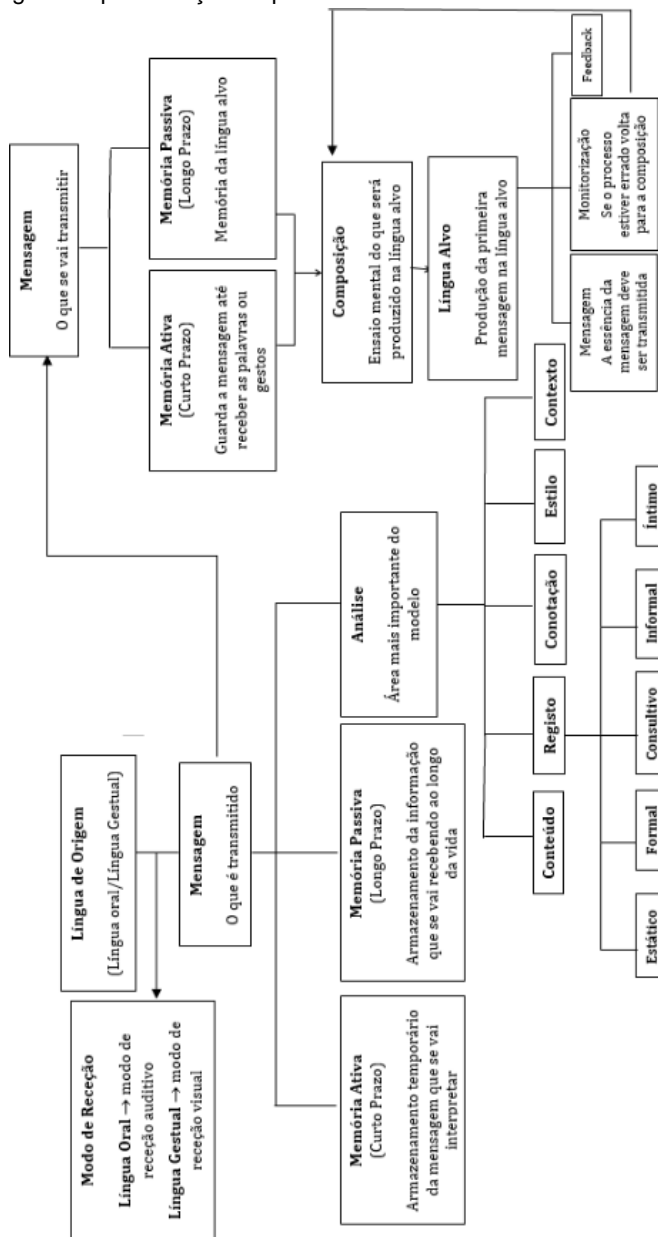 Língua de Origem
(Língua oral/Língua Gestual)
Modo de Receção
Língua Oral → modo de
receção auditivo
Língua Gestual → modo de
receção visual
Mensagem
O que é transmitido
Memória Ativa
(Curto Prazo)
Armazenamento temporário
da mensagem que se vai
interpretar
Memória Passiva
(Longo Prazo)
Armazenamento da informação
que se vai recebendo ao longo
da vida
Análise
Área mais importante do
modelo
Conteúdo
Registo
Conotação
Estilo
Contexto
Estático
Formal
Consultivo
Informal
Íntimo
Mensagem
O que se vai transmitir
Memória Ativa
(Curto Prazo)
Guarda a mensagem até
receber as palavras ou
gestos
Memória Passiva
(Longo Prazo)
Memória da língua alvo
Composição
Ensaio mental do que será
produzido na língua alvo
Língua Alvo
Produção da primeira
mensagem na língua alvo
Mensagem
A essência da
mensagem deve
ser transmitida
Monitorização
Se o processo
estiver errado volta
para a composição
Feedback